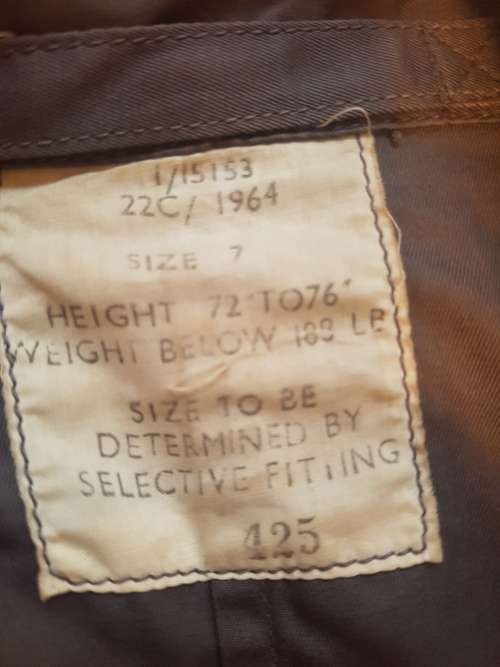 1/15153
22C/ 1964
SIZE 7
HEIGHT 72"TO76"
WEIGHT BELOW 188 LB
SIZE TO BE
DETERMINED BY
SELECTIVE FITTING
425